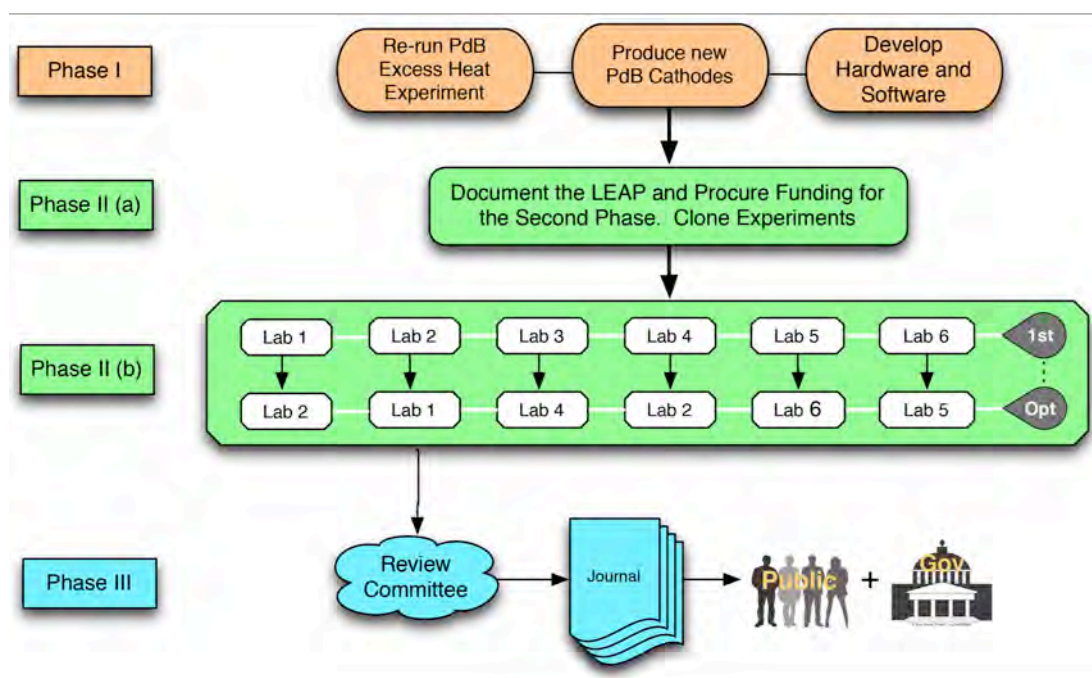 Phase I
Re-run PdB
Excess Heat
Experiment
Produce new
PdB Cathodes
Develop
Hardware and
Software
Phase II (a)
Document the LEAP and Procure Funding for
the Second Phase.  Clone Experiments
Phase II (b)
Lab 1
Lab 2
Lab 3
Lab 4
Lab 5
Lab 6
1st
Lab 2
Lab 1
Lab 4
Lab 2
Lab 6
Lab 5
Opt
Phase III
Review
Committee
Journal
Public
+
Gov